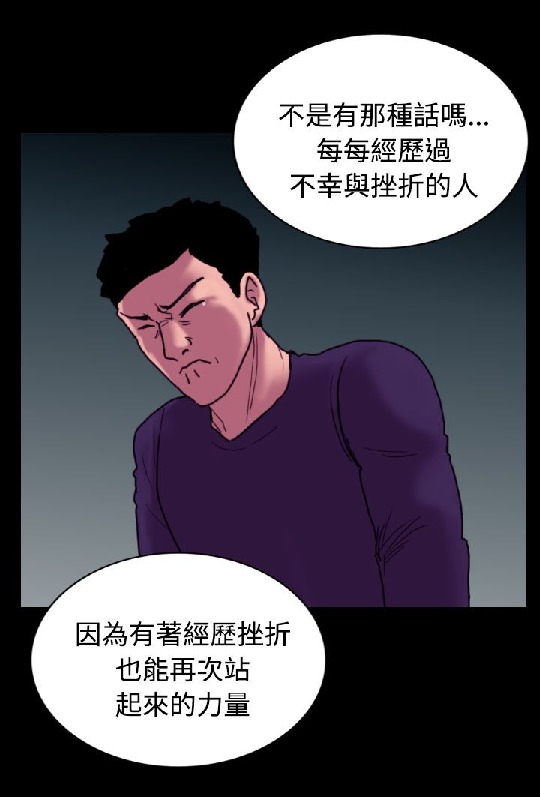 不是有那種話嗎...
每每經歷過
不幸與挫折的人
因為有著經歷挫折
也能再次站
起來的力量